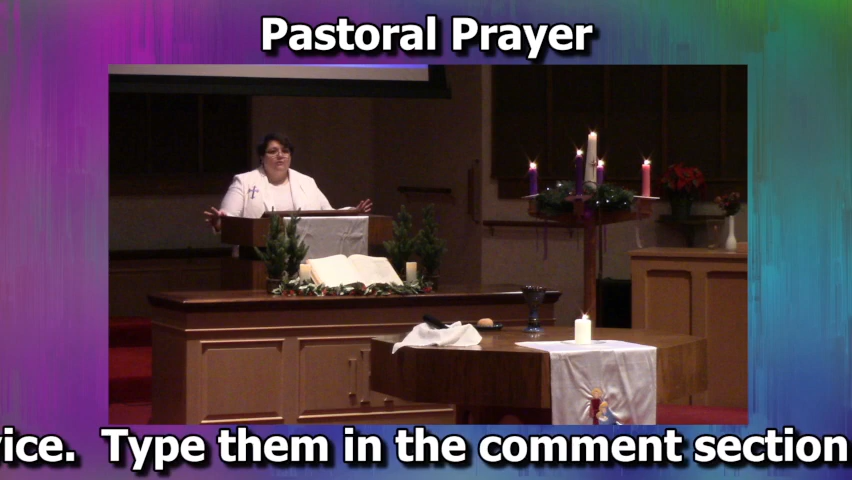 Pastoral Prayer
vice. Type them in the comment section